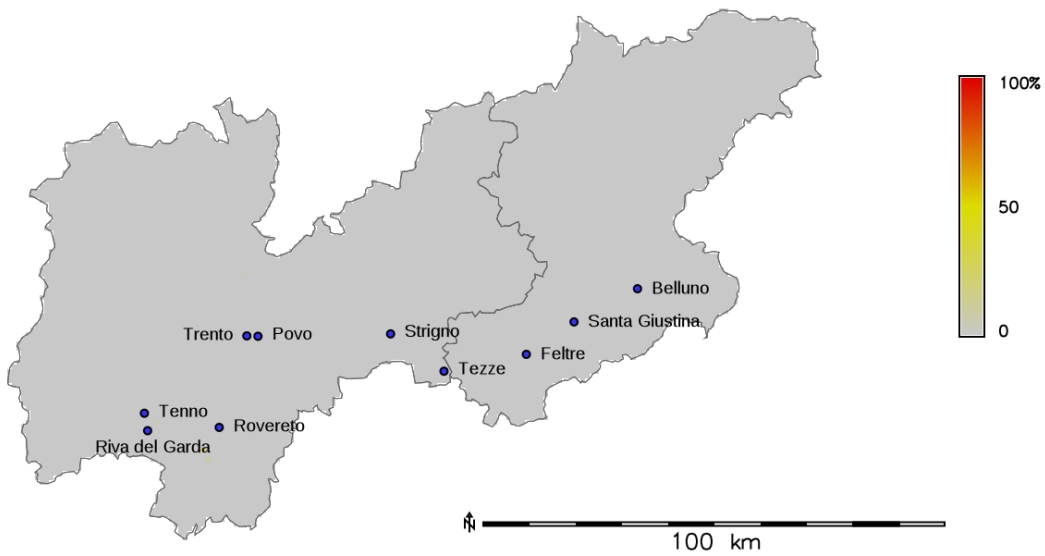 100%
50
0
Belluno
Santa Giustina
Trento
Povo
Strigno
Feltre
Tezze
Tenno
Rovereto
Riva del Garda
N
100 km